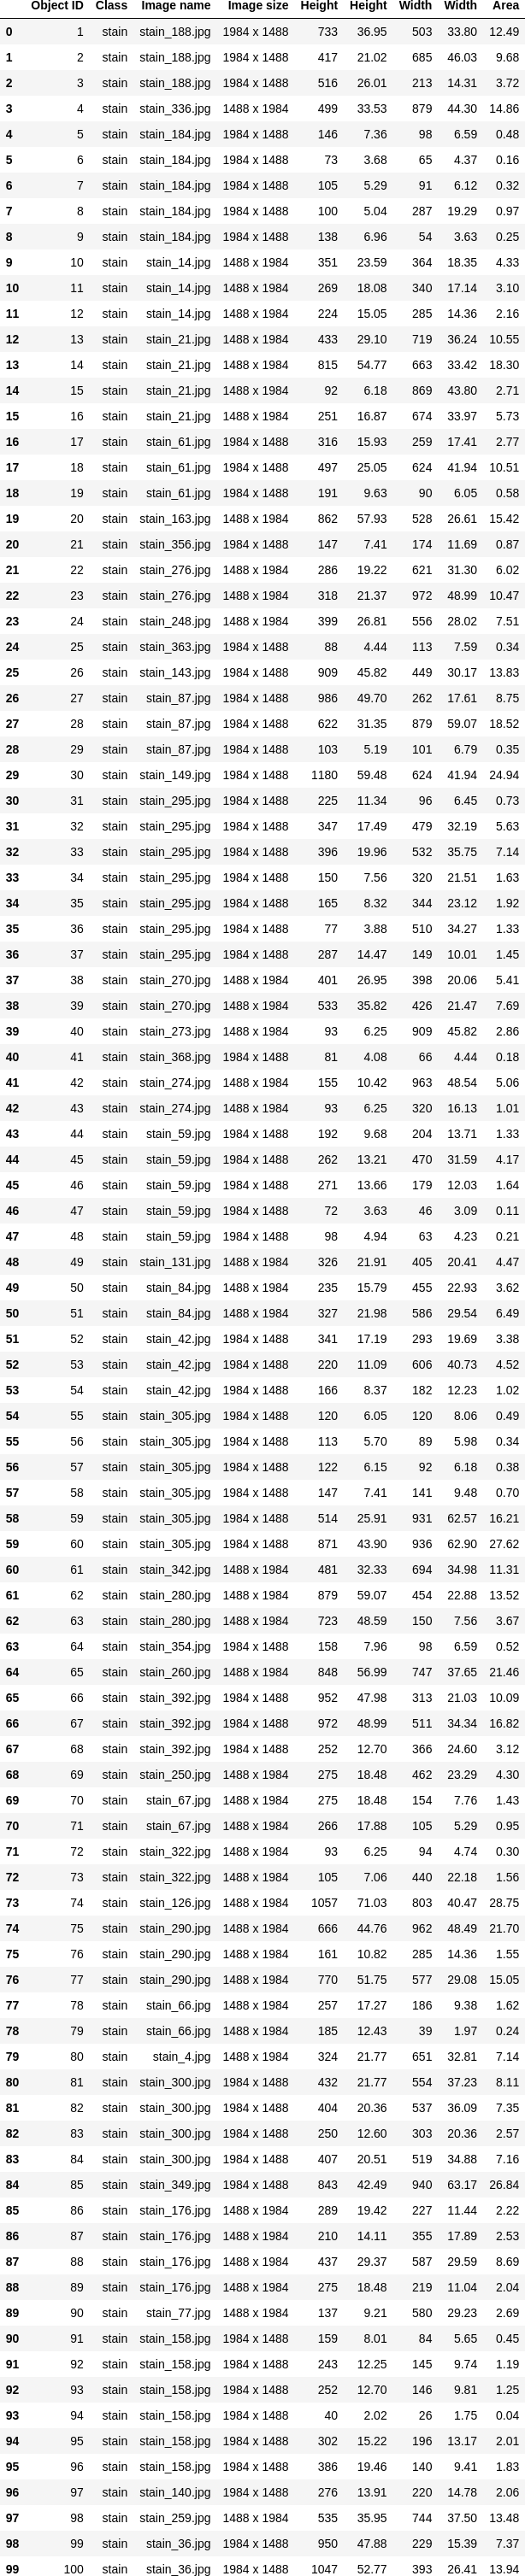 Object ID Class Image name Image size Height Height Width Width Area
0 1 stain stain_188.jpg 1984 x 1488 733 36.95 503 33.80 12.49
1 2 stain stain_188.jpg 1984 x 1488 417 21.02 685 46.03 9.68
2 3 stain stain_188.jpg 1984 x 1488 516 26.01 213 14.31 3.72
3 4 stain stain_336.jpg 1488 x 1984 499 33.53 879 44.30 14.86
4 5 stain stain_184.jpg 1984 x 1488 146 7.36 98 6.59 0.48
5 6 stain stain_184.jpg 1984 x 1488 73 3.68 65 4.37 0.16
6 7 stain stain_184.jpg 1984 x 1488 105 5.29 91 6.12 0.32
7 8 stain stain_184.jpg 1984 x 1488 100 5.04 287 19.29 0.97
8 9 stain stain_184.jpg 1984 x 1488 138 6.96 54 3.63 0.25
9 10 stain stain_14.jpg 1488 x 1984 351 23.59 364 18.35 4.33
10 11 stain stain_14.jpg 1488 x 1984 269 18.08 340 17.14 3.10
11 12 stain stain_14.jpg 1488 x 1984 224 15.05 285 14.36 2.16
12 13 stain stain_21.jpg 1488 x 1984 433 29.10 719 36.24 10.55
13 14 stain stain_21.jpg 1488 x 1984 815 54.77 663 33.42 18.30
14 15 stain stain_21.jpg 1488 x 1984 92 6.18 869 43.80 2.71
15 16 stain stain_21.jpg 1488 x 1984 251 16.87 674 33.97 5.73
16 17 stain stain_61.jpg 1984 x 1488 316 15.93 259 17.41 2.77
17 18 stain stain_61.jpg 1984 x 1488 497 25.05 624 41.94 10.51
18 19 stain stain_61.jpg 1984 x 1488 191 9.63 90 6.05 0.58
19 20 stain stain_163.jpg 1488 x 1984 862 57.93 528 26.61 15.42
20 21 stain stain_356.jpg 1984 x 1488 147 7.41 174 11.69 0.87
21 22 stain stain_276.jpg 1488 x 1984 286 19.22 621 31.30 6.02
22 23 stain stain_276.jpg 1488 x 1984 318 21.37 972 48.99 10.47
23 24 stain stain_248.jpg 1488 x 1984 399 26.81 556 28.02 7.51
24 25 stain stain_363.jpg 1984 x 1488 88 4.44 113 7.59 0.34
25 26 stain stain_143.jpg 1984 x 1488 909 45.82 449 30.17 13.83
26 27 stain stain_87.jpg 1984 x 1488 986 49.70 262 17.61 8.75
27 28 stain stain_87.jpg 1984 x 1488 622 31.35 879 59.07 18.52
28 29 stain stain_87.jpg 1984 x 1488 103 5.19 101 6.79 0.35
29 30 stain stain_149.jpg 1984 x 1488 1180 59.48 624 41.94 24.94
30 31 stain stain_295.jpg 1984 x 1488 225 11.34 96 6.45 0.73
31 32 stain stain_295.jpg 1984 x 1488 347 17.49 479 32.19 5.63
32 33 stain stain_295.jpg 1984 x 1488 396 19.96 532 35.75 7.14
33 34 stain stain_295.jpg 1984 x 1488 150 7.56 320 21.51 1.63
34 35 stain stain_295.jpg 1984 x 1488 165 8.32 344 23.12 1.92
35 36 stain stain_295.jpg 1984 x 1488 77 3.88 510 34.27 1.33
36 37 stain stain_295.jpg 1984 x 1488 287 14.47 149 10.01 1.45
37 38 stain stain_270.jpg 1488 x 1984 401 26.95 398 20.06 5.41
38 39 stain stain_270.jpg 1488 x 1984 533 35.82 426 21.47 7.69
39 40 stain stain_273.jpg 1488 x 1984 93 6.25 909 45.82 2.86
40 41 stain stain_368.jpg 1984 x 1488 81 4.08 66 4.44 0.18
41 42 stain stain_274.jpg 1488 x 1984 155 10.42 963 48.54 5.06
42 43 stain stain_274.jpg 1488 x 1984 93 6.25 320 16.13 1.01
43 44 stain stain_59.jpg 1984 x 1488 192 9.68 204 13.71 1.33
44 45 stain stain_59.jpg 1984 x 1488 262 13.21 470 31.59 4.17
45 46 stain stain_59.jpg 1984 x 1488 271 13.66 179 12.03 1.64
46 47 stain stain_59.jpg 1984 x 1488 72 3.63 46 3.09 0.11
47 48 stain stain_59.jpg 1984 x 1488 98 4.94 63 4.23 0.21
48 49 stain stain_131.jpg 1488 x 1984 326 21.91 405 20.41 4.47
49 50 stain stain_84.jpg 1488 x 1984 235 15.79 455 22.93 3.62
50 51 stain stain_84.jpg 1488 x 1984 327 21.98 586 29.54 6.49
51 52 stain stain_42.jpg 1984 x 1488 341 17.19 293 19.69 3.38
52 53 stain stain_42.jpg 1984 x 1488 220 11.09 606 40.73 4.52
53 54 stain stain_42.jpg 1984 x 1488 166 8.37 182 12.23 1.02
54 55 stain stain_305.jpg 1984 x 1488 120 6.05 120 8.06 0.49
55 56 stain stain_305.jpg 1984 x 1488 113 5.70 89 5.98 0.34
56 57 stain stain_305.jpg 1984 x 1488 122 6.15 92 6.18 0.38
57 58 stain stain_305.jpg 1984 x 1488 147 7.41 141 9.48 0.70
58 59 stain stain_305.jpg 1984 x 1488 514 25.91 931 62.57 16.21
59 60 stain stain_305.jpg 1984 x 1488 871 43.90 936 62.90 27.62
60 61 stain stain_342.jpg 1488 x 1984 481 32.33 694 34.98 11.31
61 62 stain stain_280.jpg 1488 x 1984 879 59.07 454 22.88 13.52
62 63 stain stain_280.jpg 1488 x 1984 723 48.59 150 7.56 3.67
63 64 stain stain_354.jpg 1984 x 1488 158 7.96 98 6.59 0.52
64 65 stain stain_260.jpg 1488 x 1984 848 56.99 747 37.65 21.46
65 66 stain stain_392.jpg 1984 x 1488 952 47.98 313 21.03 10.09
66 67 stain stain_392.jpg 1984 x 1488 972 48.99 511 34.34 16.82
67 68 stain stain_392.jpg 1984 x 1488 252 12.70 366 24.60 3.12
68 69 stain stain_250.jpg 1488 x 1984 275 18.48 462 23.29 4.30
69 70 stain stain_67.jpg 1488 x 1984 275 18.48 154 7.76 1.43
70 71 stain stain_67.jpg 1488 x 1984 266 17.88 105 5.29 0.95
71 72 stain stain_322.jpg 1488 x 1984 93 6.25 94 4.74 0.30
72 73 stain stain_322.jpg 1488 x 1984 105 7.06 440 22.18 1.56
73 74 stain stain_126.jpg 1488 x 1984 1057 71.03 803 40.47 28.75
74 75 stain stain_290.jpg 1488 x 1984 666 44.76 962 48.49 21.70
75 76 stain stain_290.jpg 1488 x 1984 161 10.82 285 14.36 1.55
76 77 stain stain_290.jpg 1488 x 1984 770 51.75 577 29.08 15.05
77 78 stain stain_66.jpg 1488 x 1984 257 17.27 186 9.38 1.62
78 79 stain stain_66.jpg 1488 x 1984 185 12.43 39 1.97 0.24
79 80 stain stain_4.jpg 1488 x 1984 324 21.77 651 32.81 7.14
80 81 stain stain_300.jpg 1984 x 1488 432 21.77 554 37.23 8.11
81 82 stain stain_300.jpg 1984 x 1488 404 20.36 537 36.09 7.35
82 83 stain stain_300.jpg 1984 x 1488 250 12.60 303 20.36 2.57
83 84 stain stain_300.jpg 1984 x 1488 407 20.51 519 34.88 7.16
84 85 stain stain_349.jpg 1984 x 1488 843 42.49 940 63.17 26.84
85 86 stain stain_176.jpg 1488 x 1984 289 19.42 227 11.44 2.22
86 87 stain stain_176.jpg 1488 x 1984 210 14.11 355 17.89 2.53
87 88 stain stain_176.jpg 1488 x 1984 437 29.37 587 29.59 8.69
88 89 stain stain_176.jpg 1488 x 1984 275 18.48 219 11.04 2.04
89 90 stain stain_77.jpg 1488 x 1984 137 9.21 580 29.23 2.69
90 91 stain stain_158.jpg 1984 x 1488 159 8.01 84 5.65 0.45
91 92 stain stain_158.jpg 1984 x 1488 243 12.25 145 9.74 1.19
92 93 stain stain_158.jpg 1984 x 1488 252 12.70 146 9.81 1.25
93 94 stain stain_158.jpg 1984 x 1488 40 2.02 26 1.75 0.04
94 95 stain stain_158.jpg 1984 x 1488 302 15.22 196 13.17 2.01
95 96 stain stain_158.jpg 1984 x 1488 386 19.46 140 9.41 1.83
96 97 stain stain_140.jpg 1984 x 1488 276 13.91 220 14.78 2.06
97 98 stain stain_259.jpg 1488 x 1984 535 35.95 744 37.50 13.48
98 99 stain stain_36.jpg 1984 x 1488 950 47.88 229 15.39 7.37
99 100 stain stain_36.jpg 1984 x 1488 1047 52.77 393 26.41 13.94